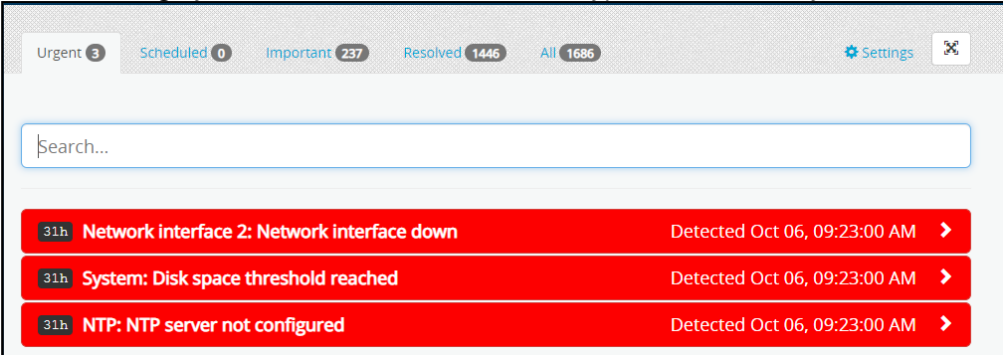 Urgent 3 Scheduled 0 Important 237 Resolved 1446 All 1686 Settings
Search...
31h Network interface 2: Network interface down Detected Oct 06, 09:23:00 AM
31h System: Disk space threshold reached Detected Oct 06, 09:23:00 AM
31h NTP: NTP server not configured Detected Oct 06, 09:23:00 AM